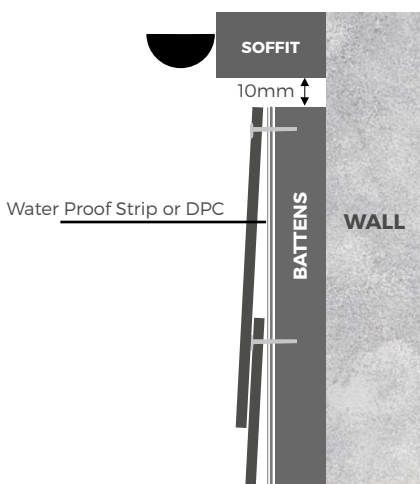 SOFFIT
10mm
Water Proof Strip or DPC
BATTENS
WALL